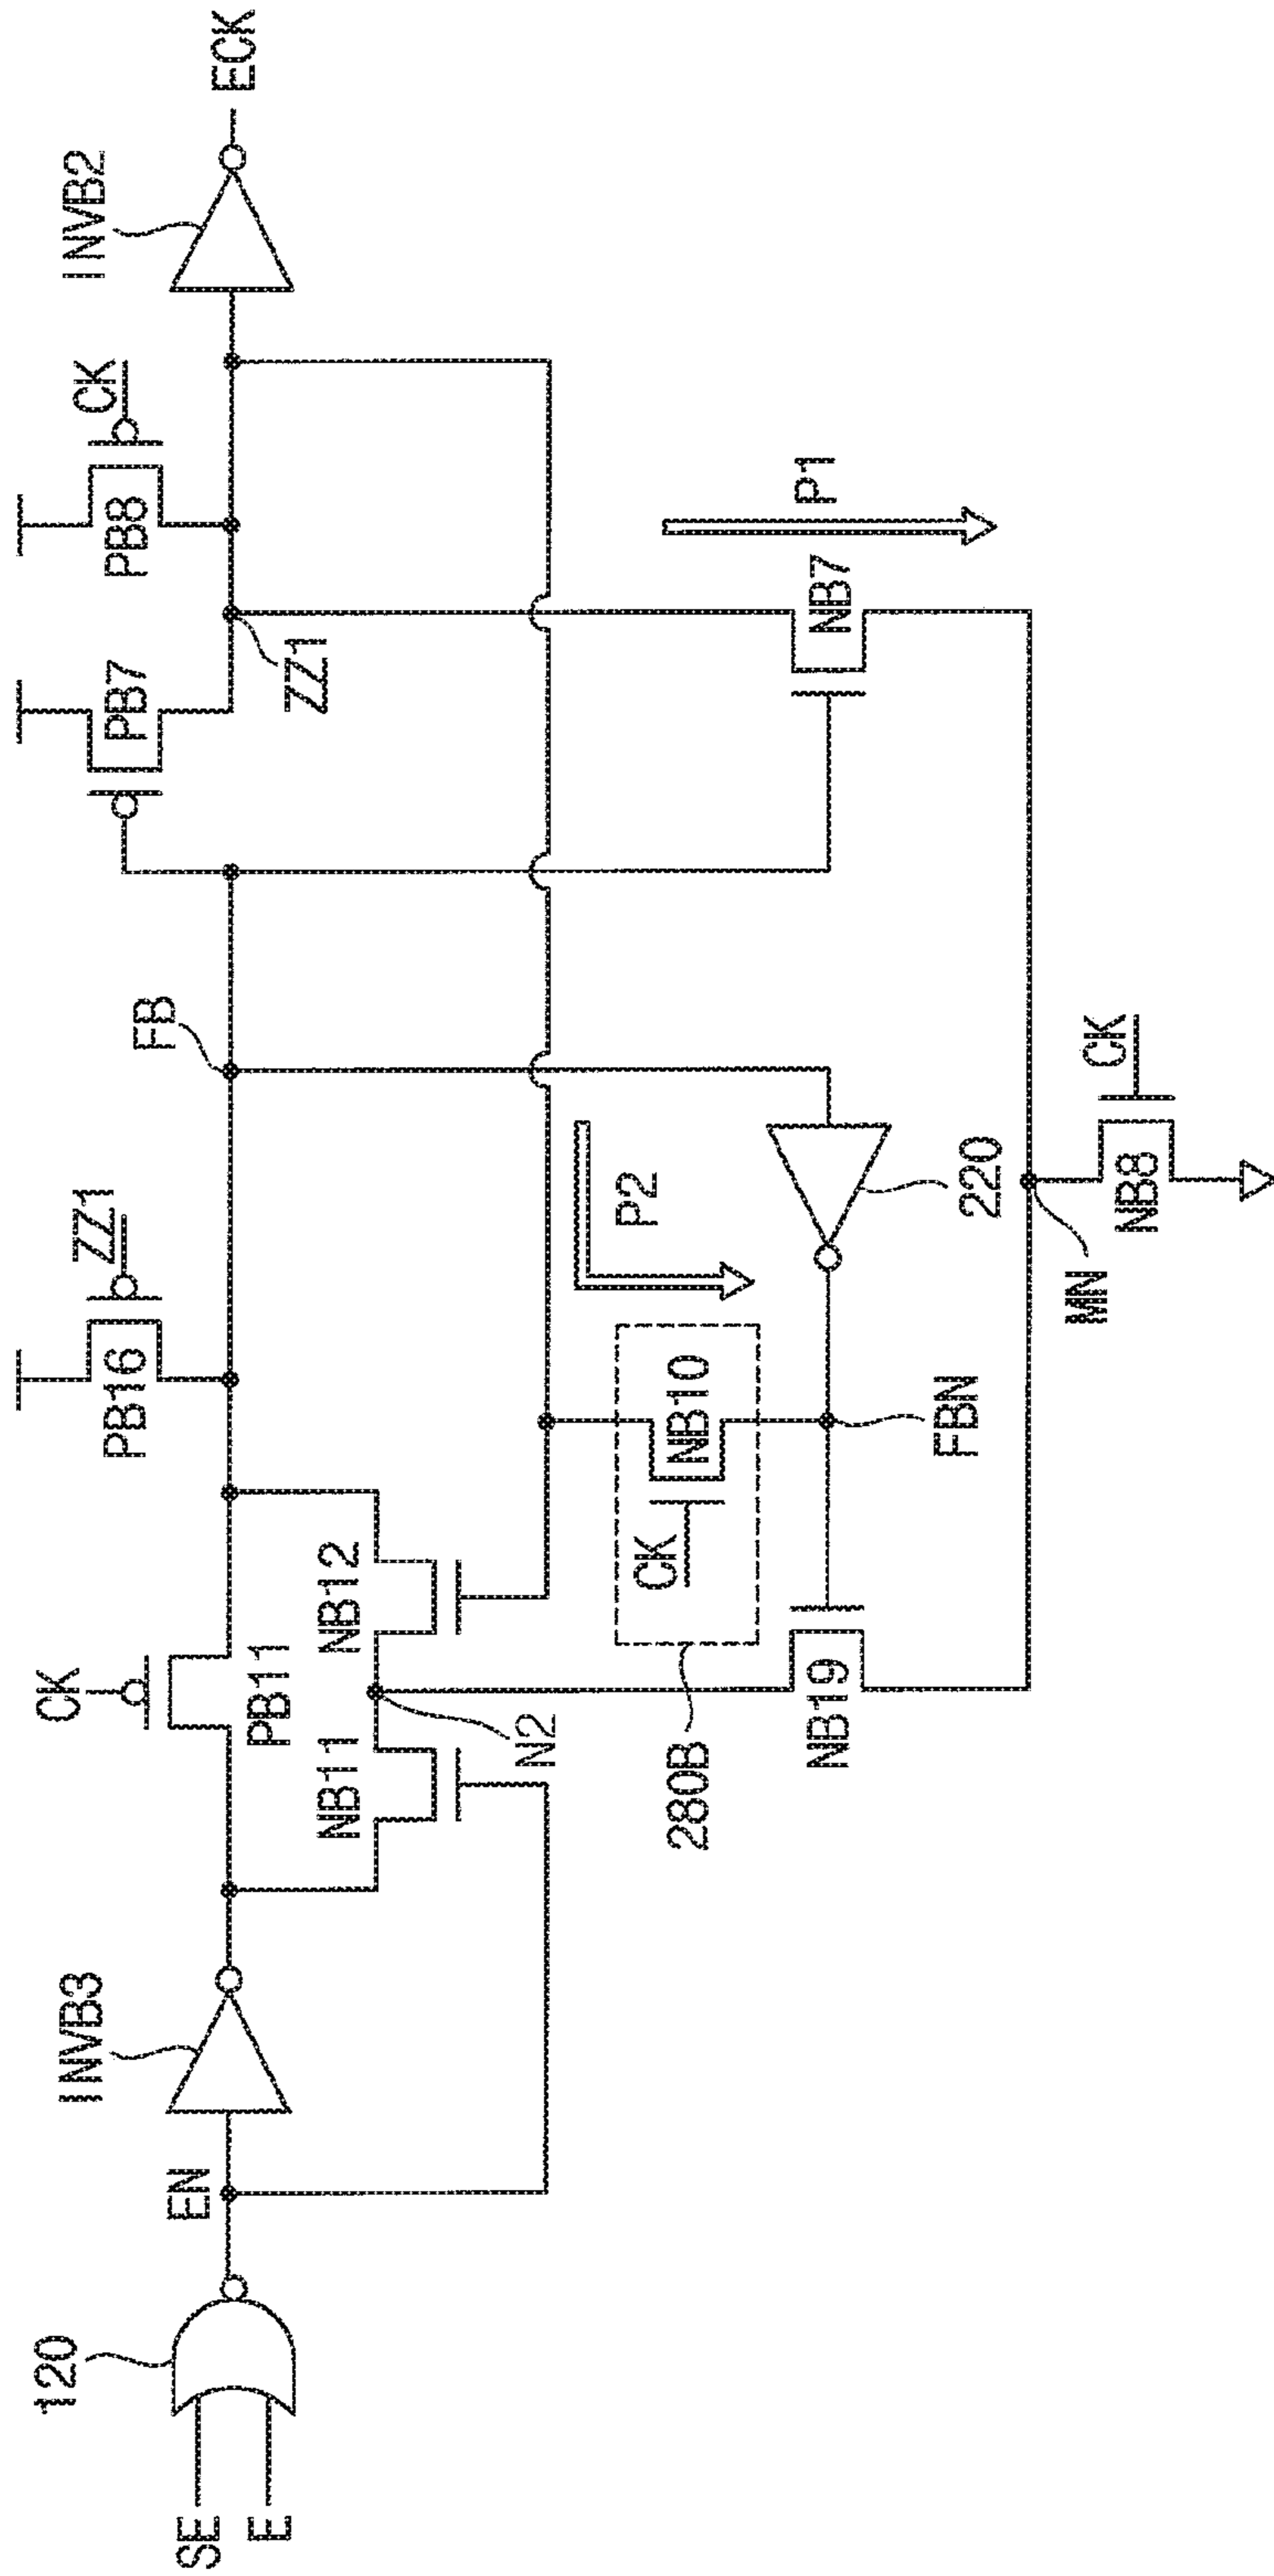 SE
E
120
EN
INVB3
CK
PB11
NB11
NB12
N2
PB16
ZZ1
FB
PB7
PB8
CK
ZZ1
INVB2
ECK
280B
CK
NB10
P2
220
FBN
NB19
MN
NB8
CK
NB7
P1